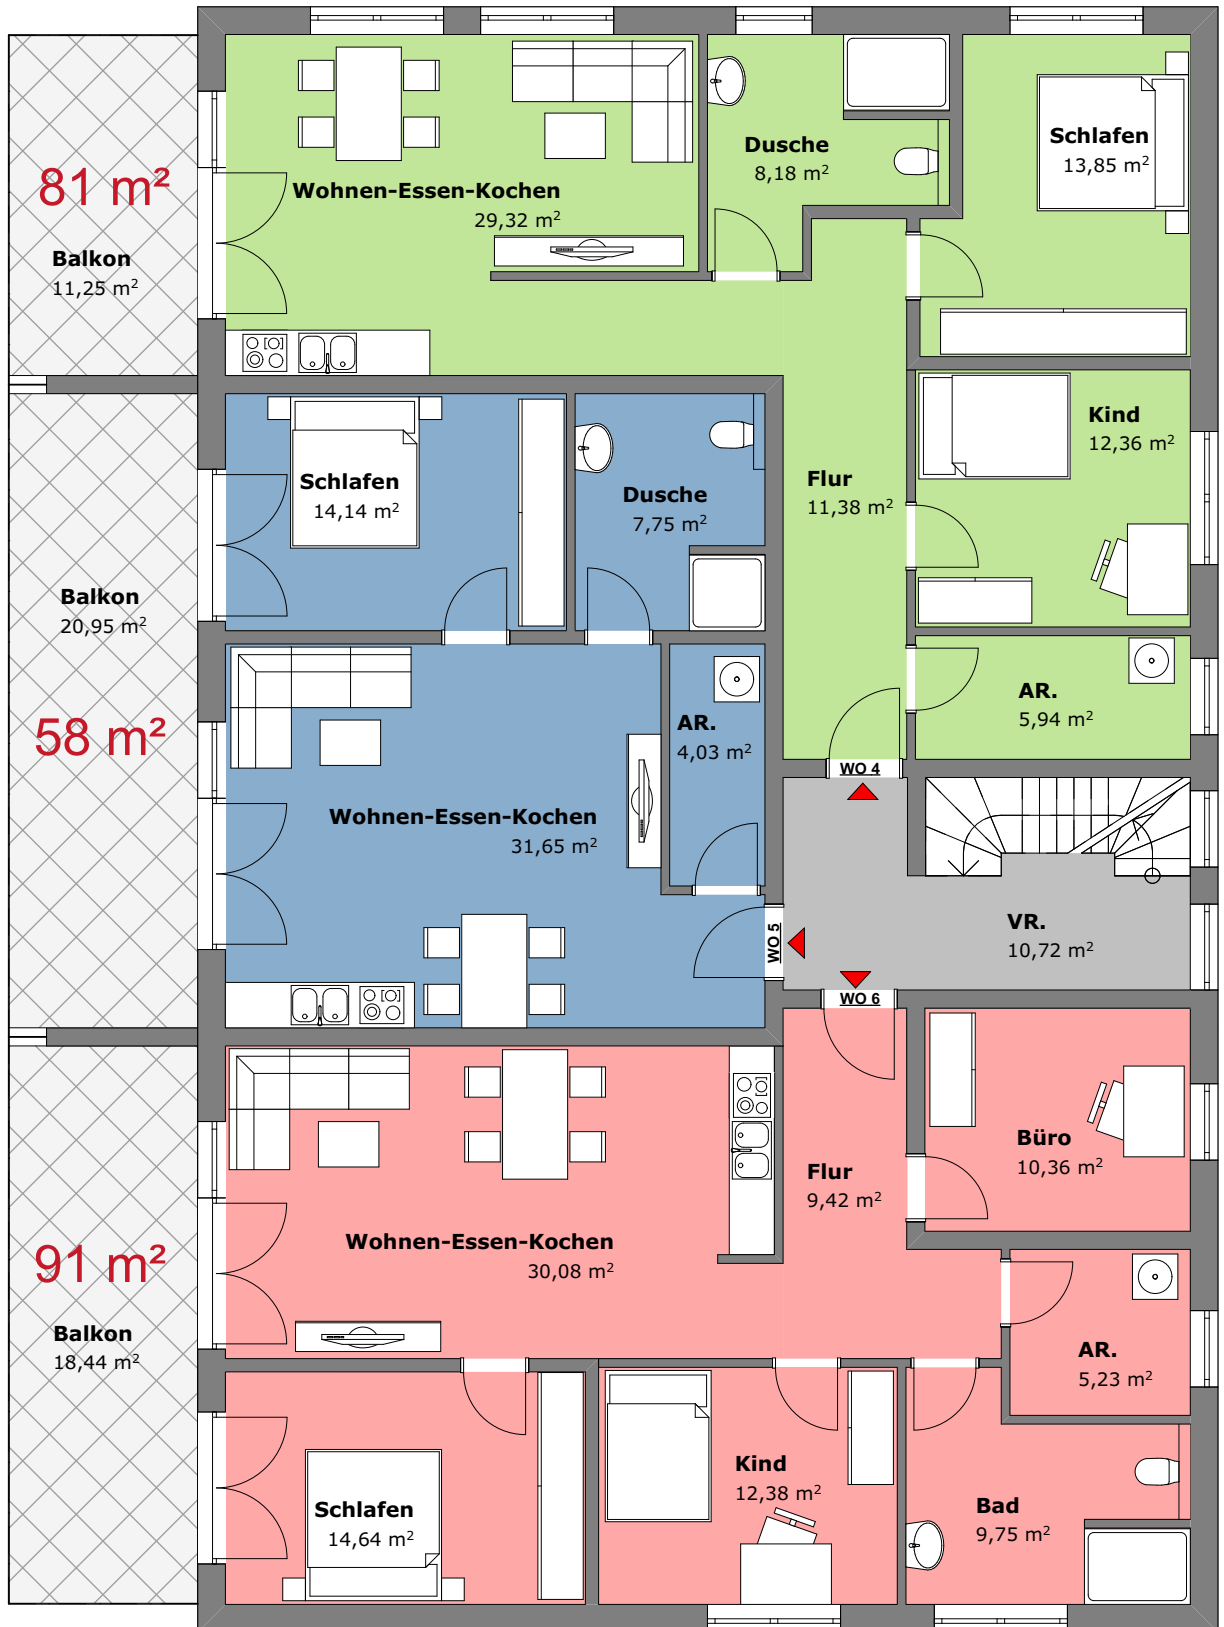 81 m²
Balkon
11,25 m²
Wohnen-Essen-Kochen
29,32 m²
Dusche
8,18 m²
Schlafen
13,85 m²
Kind
12,36 m²
Flur
11,38 m²
AR.
5,94 m²
WO 4
Schlafen
14,14 m²
Dusche
7,75 m²
Balkon
20,95 m²
58 m²
AR.
4,03 m²
Wohnen-Essen-Kochen
31,65 m²
WO 5
VR.
10,72 m²
WO 6
91 m²
Balkon
18,44 m²
Wohnen-Essen-Kochen
30,08 m²
Flur
9,42 m²
Büro
10,36 m²
AR.
5,23 m²
Schlafen
14,64 m²
Kind
12,38 m²
Bad
9,75 m²